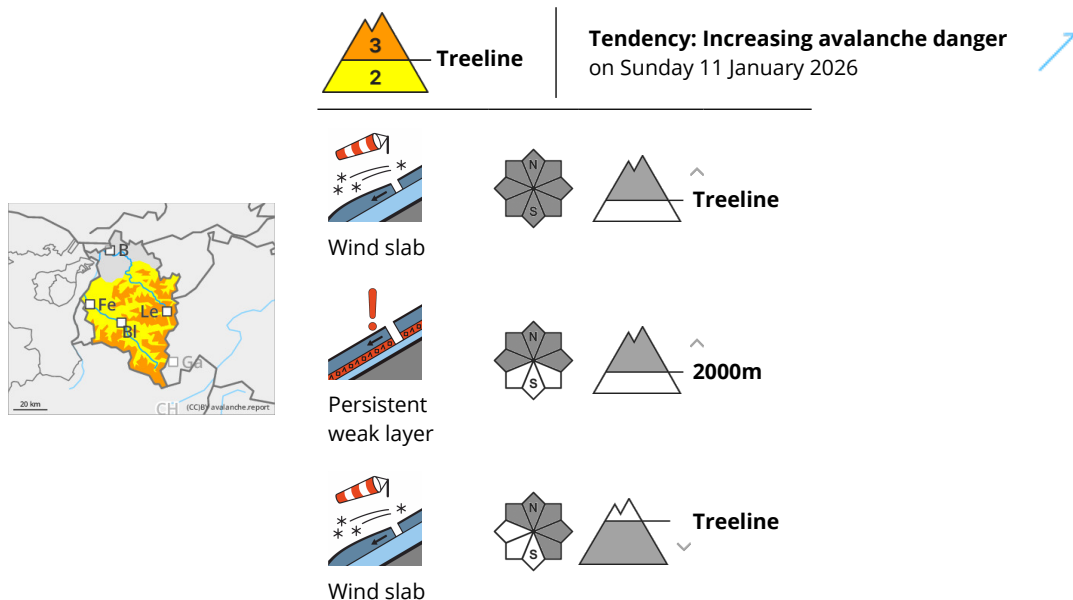 3
2
Treeline
Tendency: Increasing avalanche danger
on Sunday 11 January 2026
N
S
Treeline
Wind slab
B
Fe
Le
Bl
Ga
CH
20 km
(CC)BY avalanche.report
N
S
2000m
Persistent
weak layer
N
S
Treeline
Wind slab